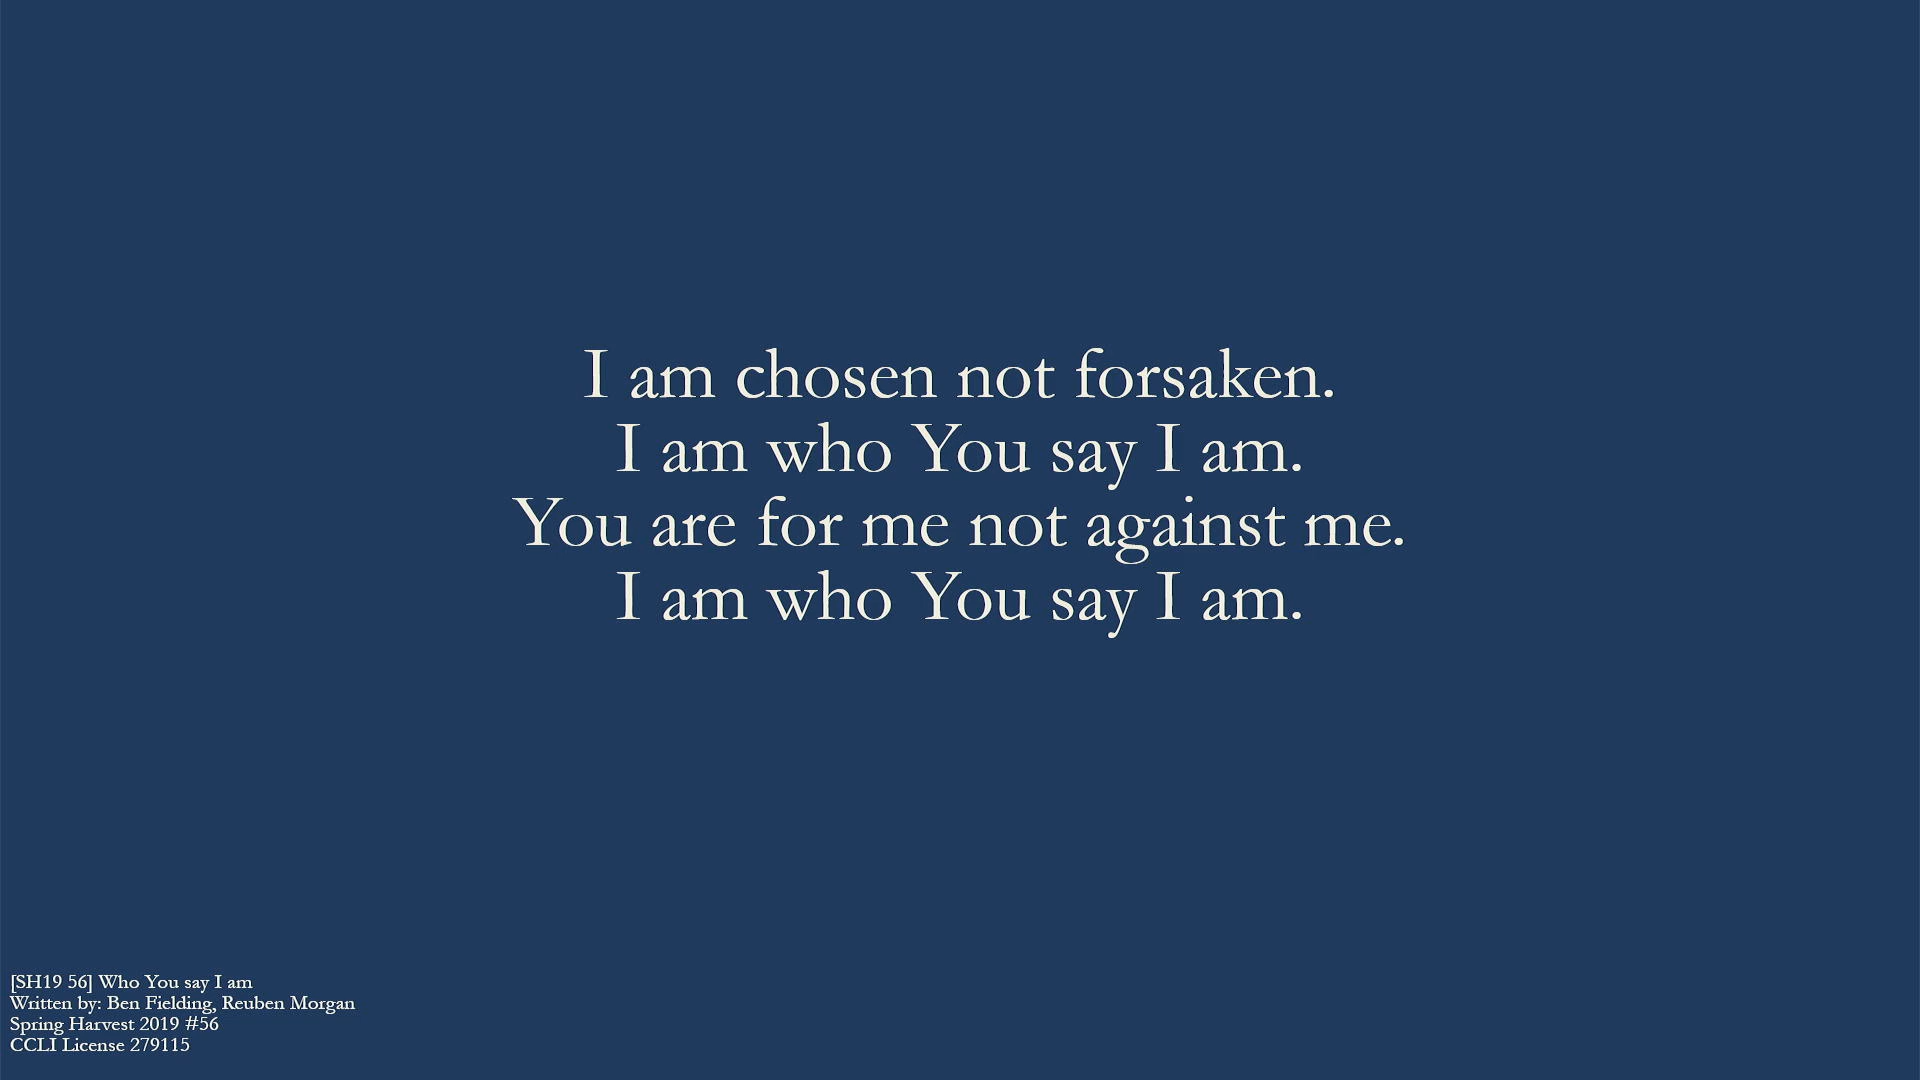 I am chosen not forsaken.
I am who You say I am.
You are for me not against me.
I am who You say I am.
[SH19 56] Who You say I am
Written by: Ben Fielding, Reuben Morgan
Spring Harvest 2019 #56
CCLI License 279115